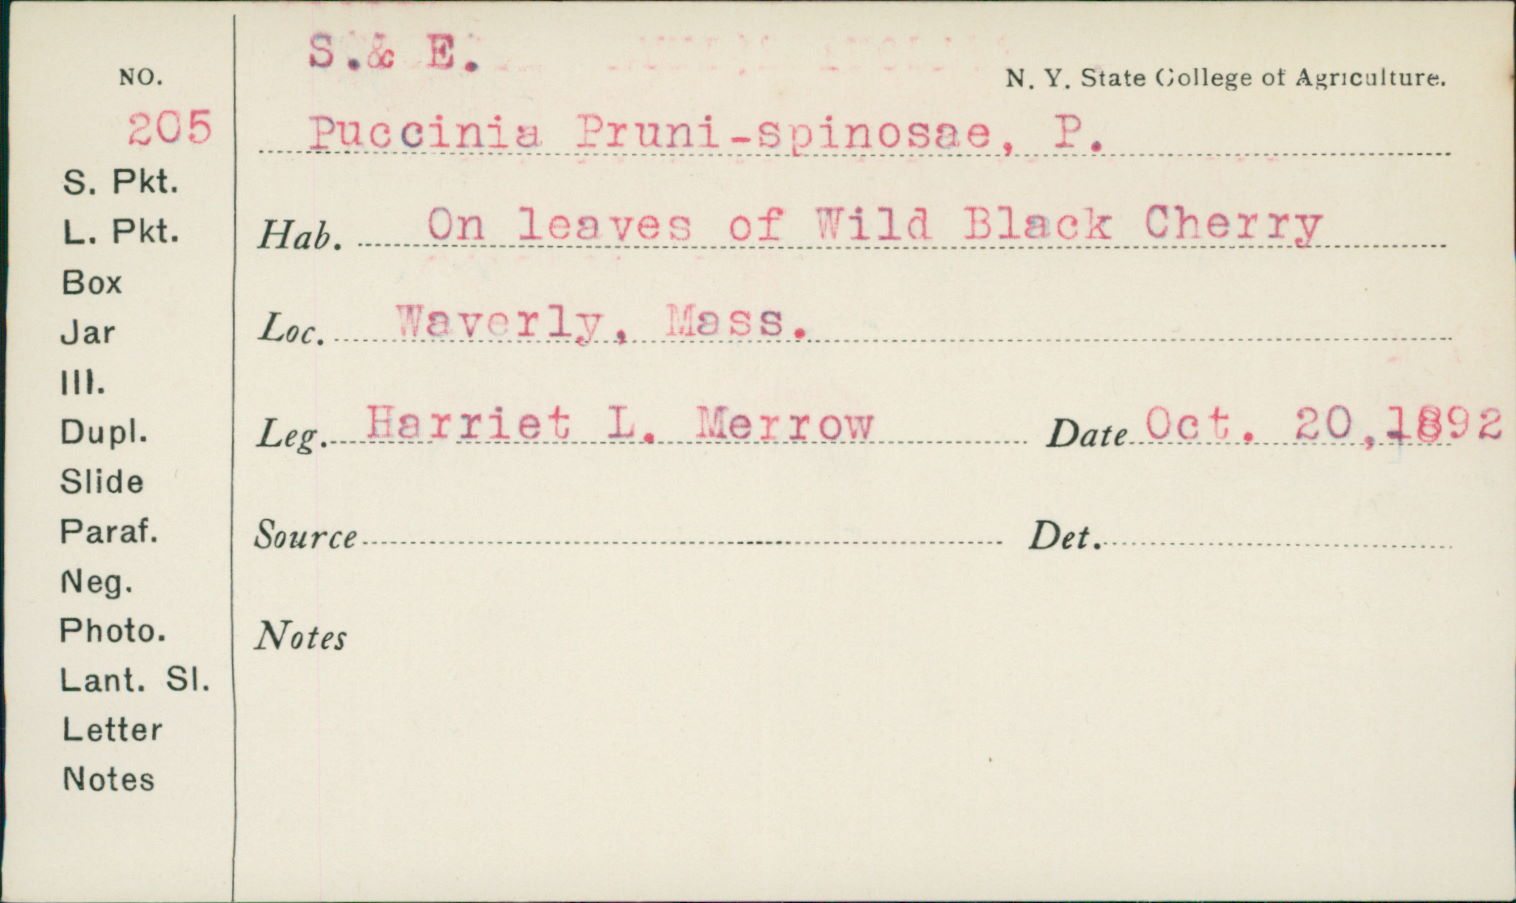 S.& E.
NO.
N. Y. State College of Agriculture.
205
Puccinia Pruni-spinosae, P.
S. Pkt.
L. Pkt.
Hab. On leaves of Wild Black Cherry
Box
Jar
Loc. Waverly, Mass.
Ill.
Dupl.
Leg. Harriet L. Merrow Date Oct. 20,1892
Slide
Paraf.
Source Det.
Neg.
Photo.
Notes
Lant. Sl.
Letter
Notes